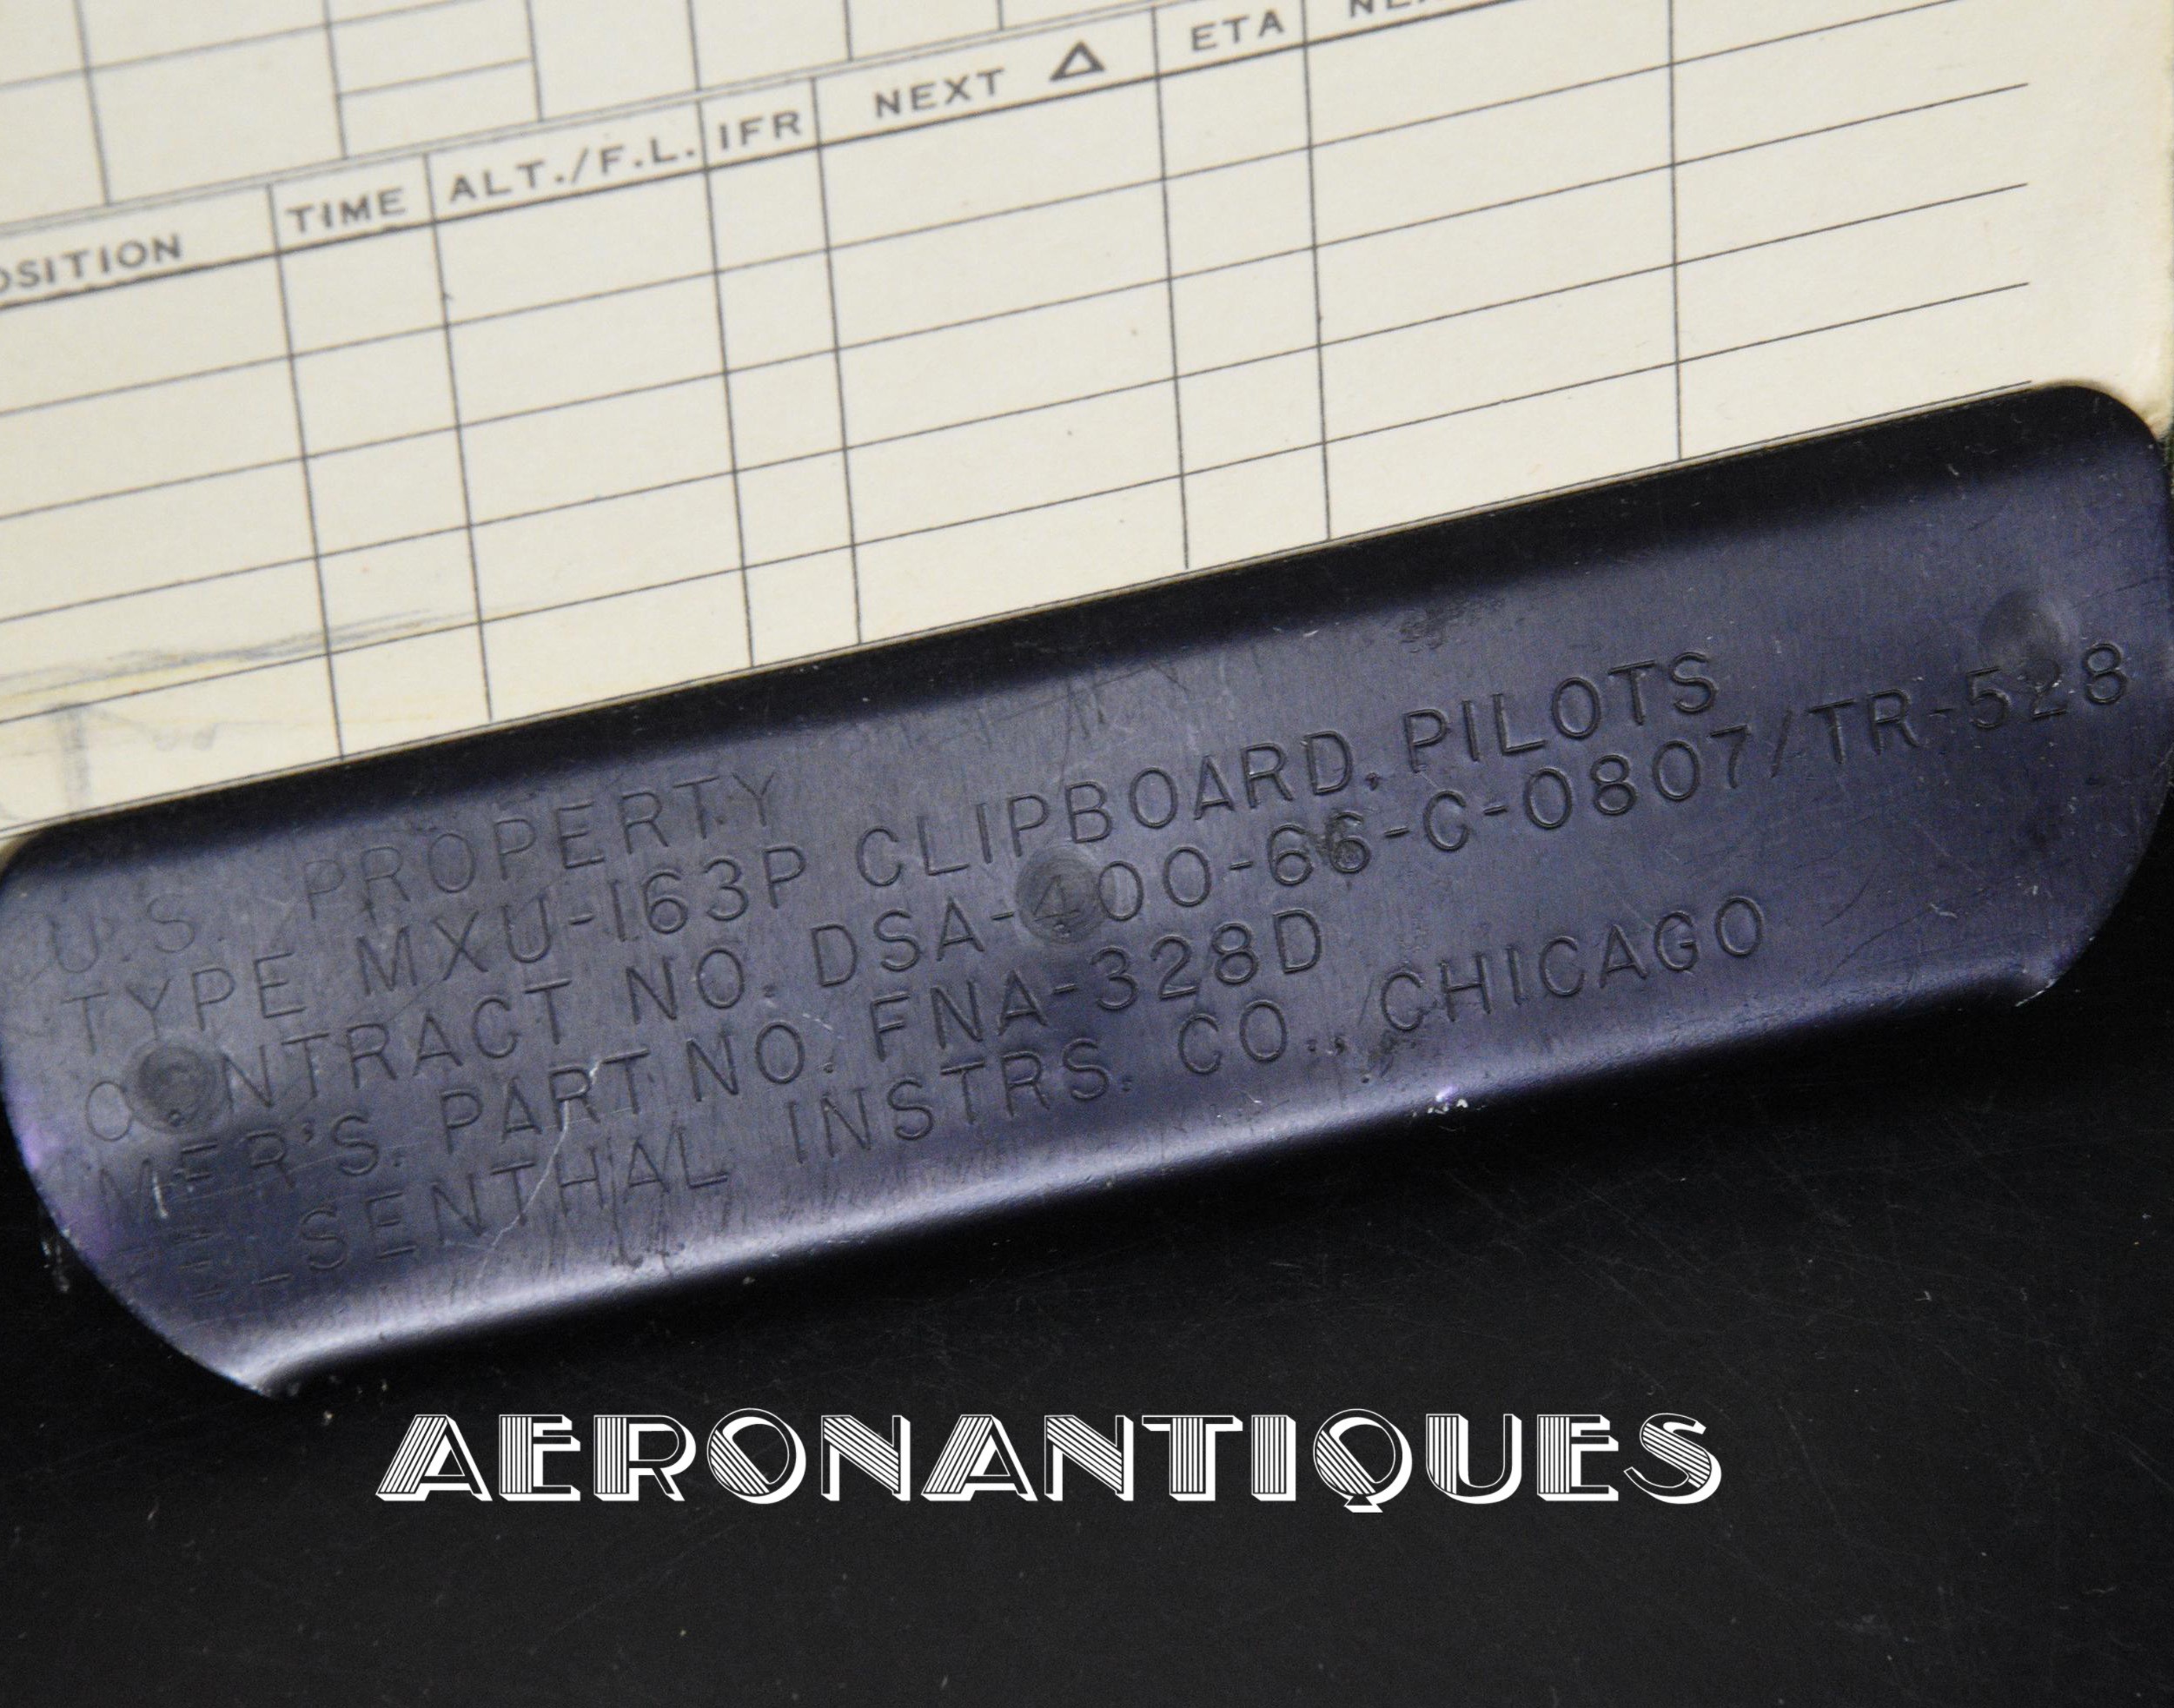 ETA
NEXT △
IFR
ALT./F.L.
TIME
OSITION
U.S. PROPERTY
TYPE MXU-163P CLIPBOARD, PILOTS
CONTRACT NO. DSA-400-66-C-0807/TR-528
MFR'S. PART NO. FNA-328D
FELSENTHAL INSTRS. CO., CHICAGO
AERONANTIQUES